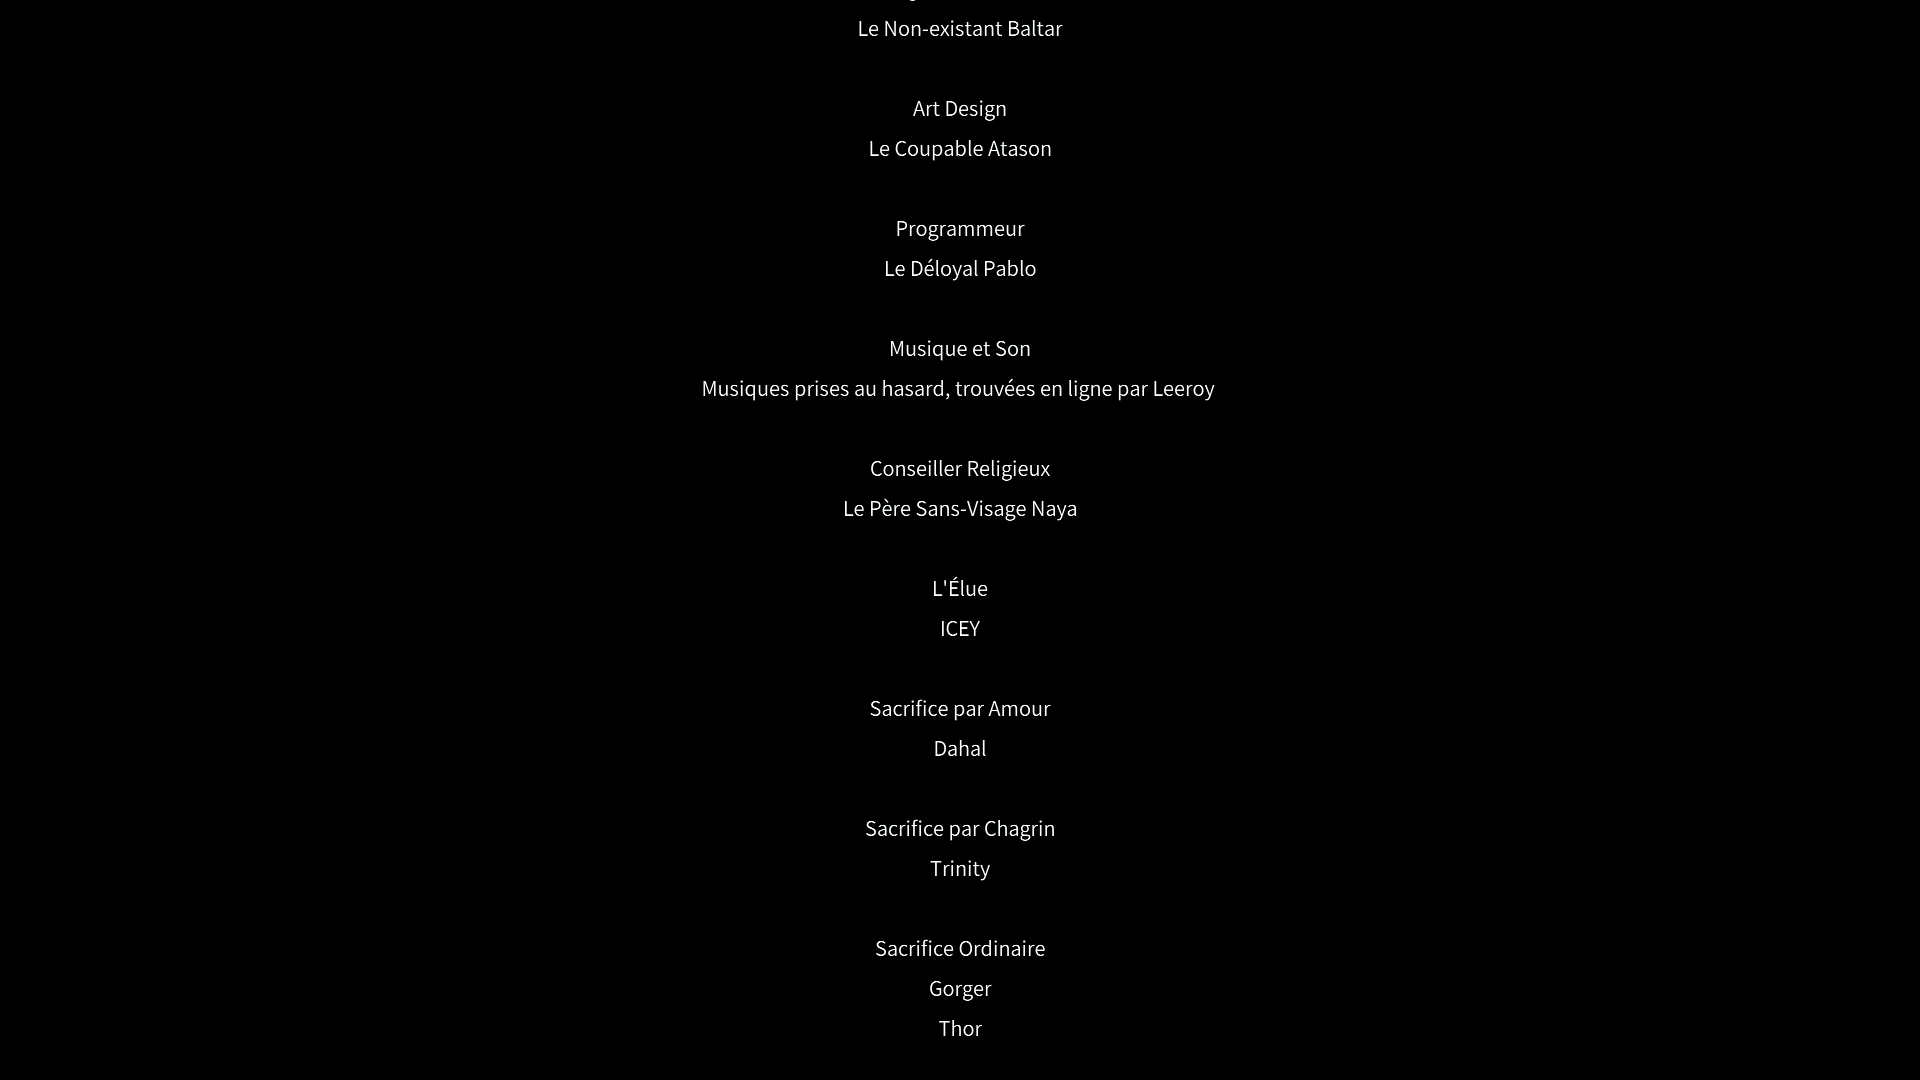 Le Non-existant Baltar
Art Design
Le Coupable Atason
Programmeur
Le Déloyal Pablo
Musique et Son
Musiques prises au hasard, trouvées en ligne par Leeroy
Conseiller Religieux
Le Père Sans-Visage Naya
L'Élue
ICEY
Sacrifice par Amour
Dahal
Sacrifice par Chagrin
Trinity
Sacrifice Ordinaire
Gorger
Thor